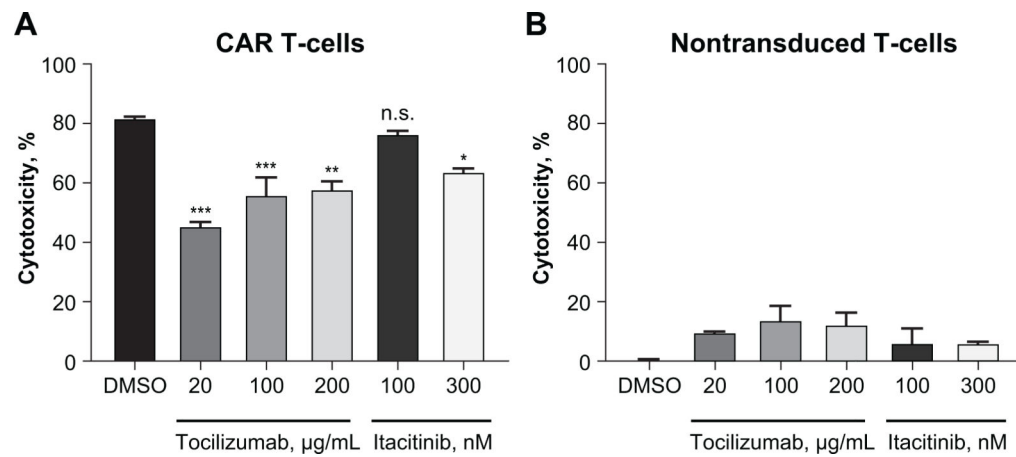 A
CAR T-cells
Cytotoxicity, %
100
80
60
40
20
0
***
***
**
n.s.
*
DMSO 20 100 200 100 300
Tocilizumab, µg/mL Itacitinib, nM
B
Nontransduced T-cells
Cytotoxicity, %
100
80
60
40
20
0
DMSO 20 100 200 100 300
Tocilizumab, µg/mL Itacitinib, nM